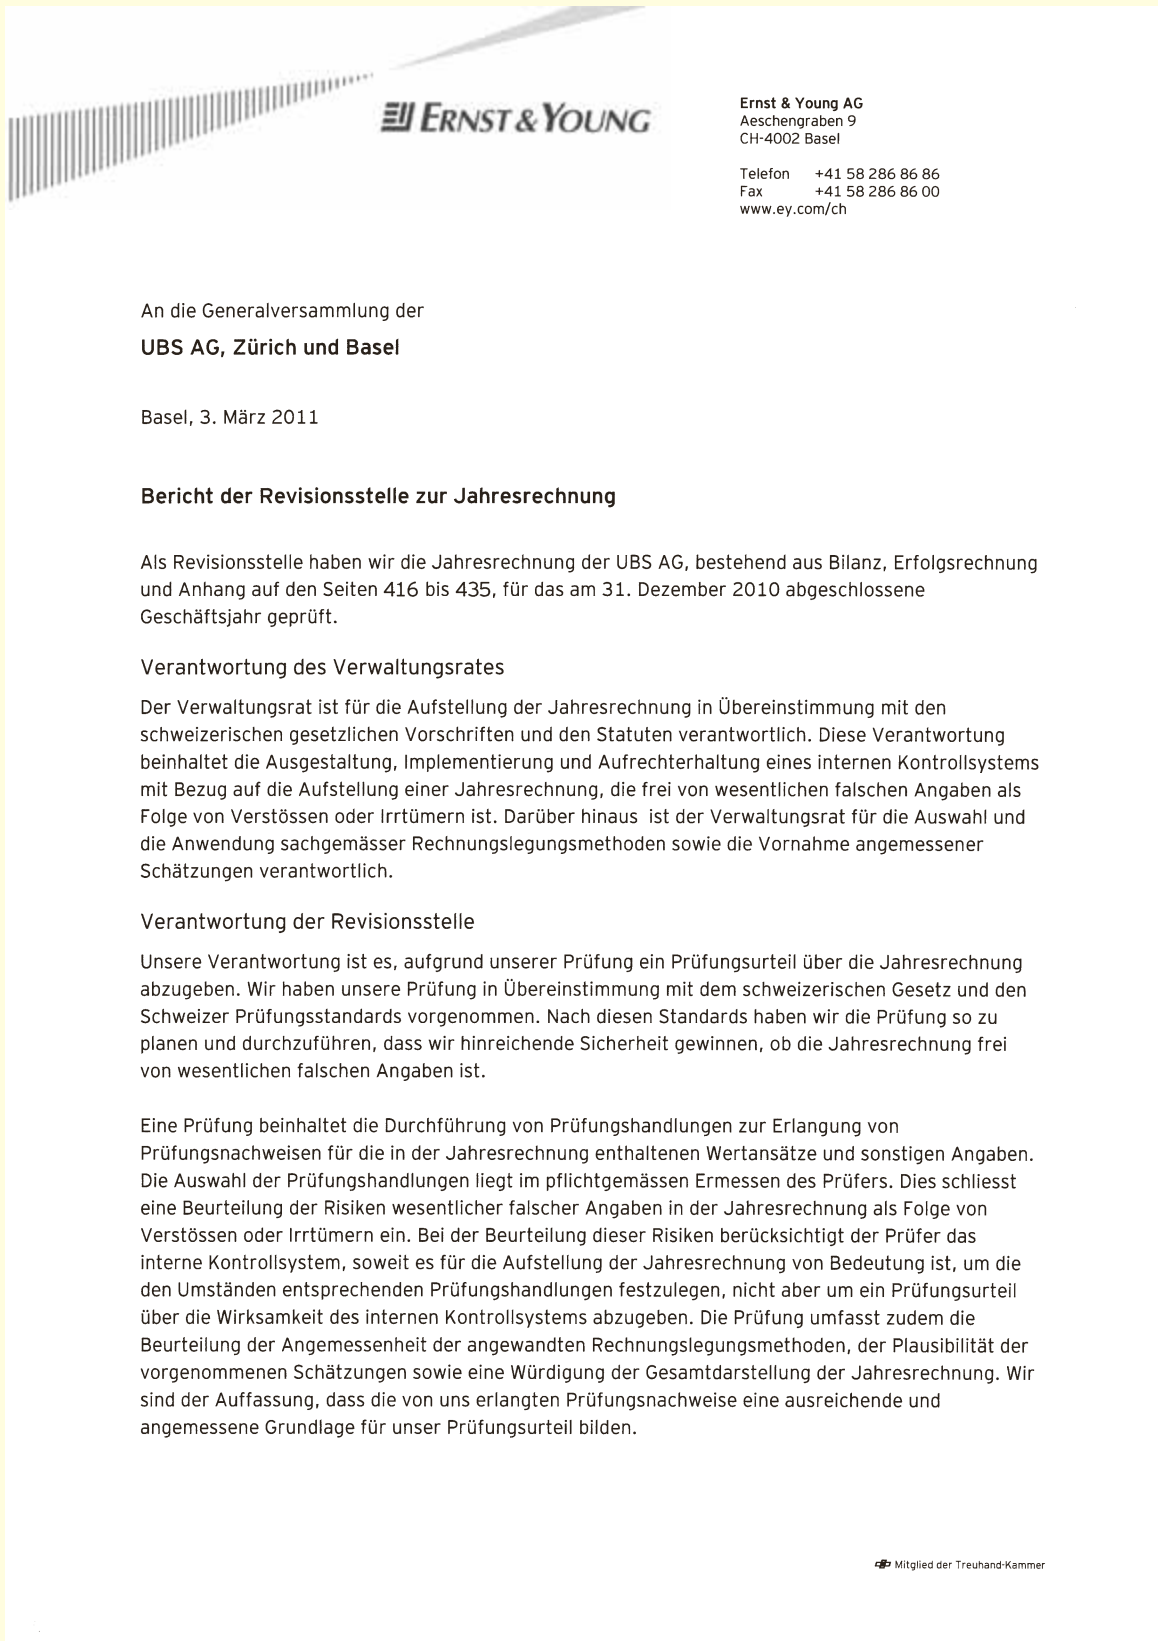 ERNST & YOUNG
Ernst & Young AG
Aeschengraben 9
CH-4002 Basel
Telefon +41 58 286 86 86
Fax +41 58 286 86 00
www.ey.com/ch
An die Generalversammlung der
UBS AG, Zürich und Basel
Basel, 3. März 2011
Bericht der Revisionsstelle zur Jahresrechnung
Als Revisionsstelle haben wir die Jahresrechnung der UBS AG, bestehend aus Bilanz, Erfolgsrechnung
und Anhang auf den Seiten 416 bis 435, für das am 31. Dezember 2010 abgeschlossene
Geschäftsjahr geprüft.
Verantwortung des Verwaltungsrates
Der Verwaltungsrat ist für die Aufstellung der Jahresrechnung in Übereinstimmung mit den
schweizerischen gesetzlichen Vorschriften und den Statuten verantwortlich. Diese Verantwortung
beinhaltet die Ausgestaltung, Implementierung und Aufrechterhaltung eines internen Kontrollsystems
mit Bezug auf die Aufstellung einer Jahresrechnung, die frei von wesentlichen falschen Angaben als
Folge von Verstössen oder Irrtümern ist. Darüber hinaus ist der Verwaltungsrat für die Auswahl und
die Anwendung sachgemässer Rechnungslegungsmethoden sowie die Vornahme angemessener
Schätzungen verantwortlich.
Verantwortung der Revisionsstelle
Unsere Verantwortung ist es, aufgrund unserer Prüfung ein Prüfungsurteil über die Jahresrechnung
abzugeben. Wir haben unsere Prüfung in Übereinstimmung mit dem schweizerischen Gesetz und den
Schweizer Prüfungsstandards vorgenommen. Nach diesen Standards haben wir die Prüfung so zu
planen und durchzuführen, dass wir hinreichende Sicherheit gewinnen, ob die Jahresrechnung frei
von wesentlichen falschen Angaben ist.
Eine Prüfung beinhaltet die Durchführung von Prüfungshandlungen zur Erlangung von
Prüfungsnachweisen für die in der Jahresrechnung enthaltenen Wertansätze und sonstigen Angaben.
Die Auswahl der Prüfungshandlungen liegt im pflichtgemässen Ermessen des Prüfers. Dies schliesst
eine Beurteilung der Risiken wesentlicher falscher Angaben in der Jahresrechnung als Folge von
Verstössen oder Irrtümern ein. Bei der Beurteilung dieser Risiken berücksichtigt der Prüfer das
interne Kontrollsystem, soweit es für die Aufstellung der Jahresrechnung von Bedeutung ist, um die
den Umständen entsprechenden Prüfungshandlungen festzulegen, nicht aber um ein Prüfungsurteil
über die Wirksamkeit des internen Kontrollsystems abzugeben. Die Prüfung umfasst zudem die
Beurteilung der Angemessenheit der angewandten Rechnungslegungsmethoden, der Plausibilität der
vorgenommenen Schätzungen sowie eine Würdigung der Gesamtdarstellung der Jahresrechnung. Wir
sind der Auffassung, dass die von uns erlangten Prüfungsnachweise eine ausreichende und
angemessene Grundlage für unser Prüfungsurteil bilden.
Mitglied der Treuhand-Kammer